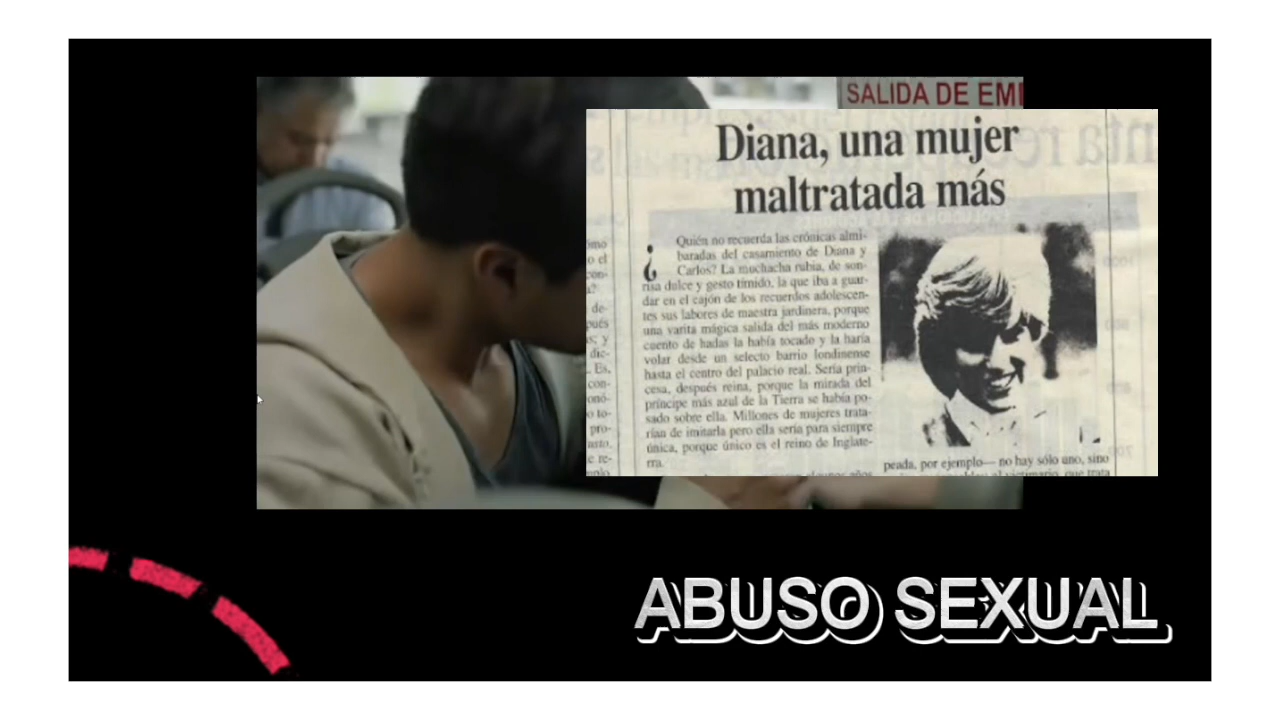 SALIDA DE EM
Diana, una mujer
maltratada más
¿Quién no recuerda las crónicas almi-
baradas del casamiento de Diana y
Carlos? La muchacha rubia, de son-
risa dulce y gesto tímido, la que iba a guar-
dar en el cajón de los recuerdos adolescen-
tes sus labores de maestra jardinera, porque
una varita mágica salida del más moderno
cuento de hadas la había tocado y la haría
volar desde un selecto barrio londinense
hasta el centro del palacio real. Sería prin-
cesa, después reina, porque la mirada del
príncipe más azul de la Tierra se había po-
sado sobre ella. Millones de mujeres trata-
rían de imitarla pero ella sería para siempre
única, porque único es el reino de Inglate-
rra.
peada, por ejemplo— no hay sólo uno, sino
ABUSO SEXUAL